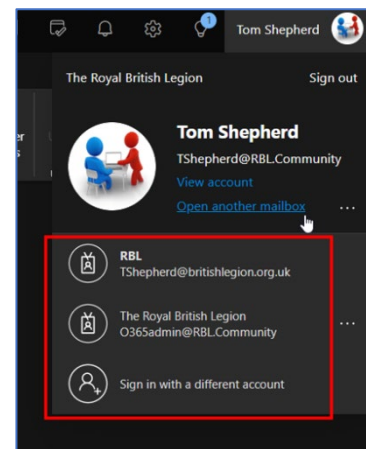 1
Tom Shepherd
The Royal British Legion
Sign out
Tom Shepherd
TShepherd@RBL.Community
View account
Open another mailbox
...
RBL
TShepherd@britishlegion.org.uk
The Royal British Legion
O365admin@RBL.Community
...
Sign in with a different account